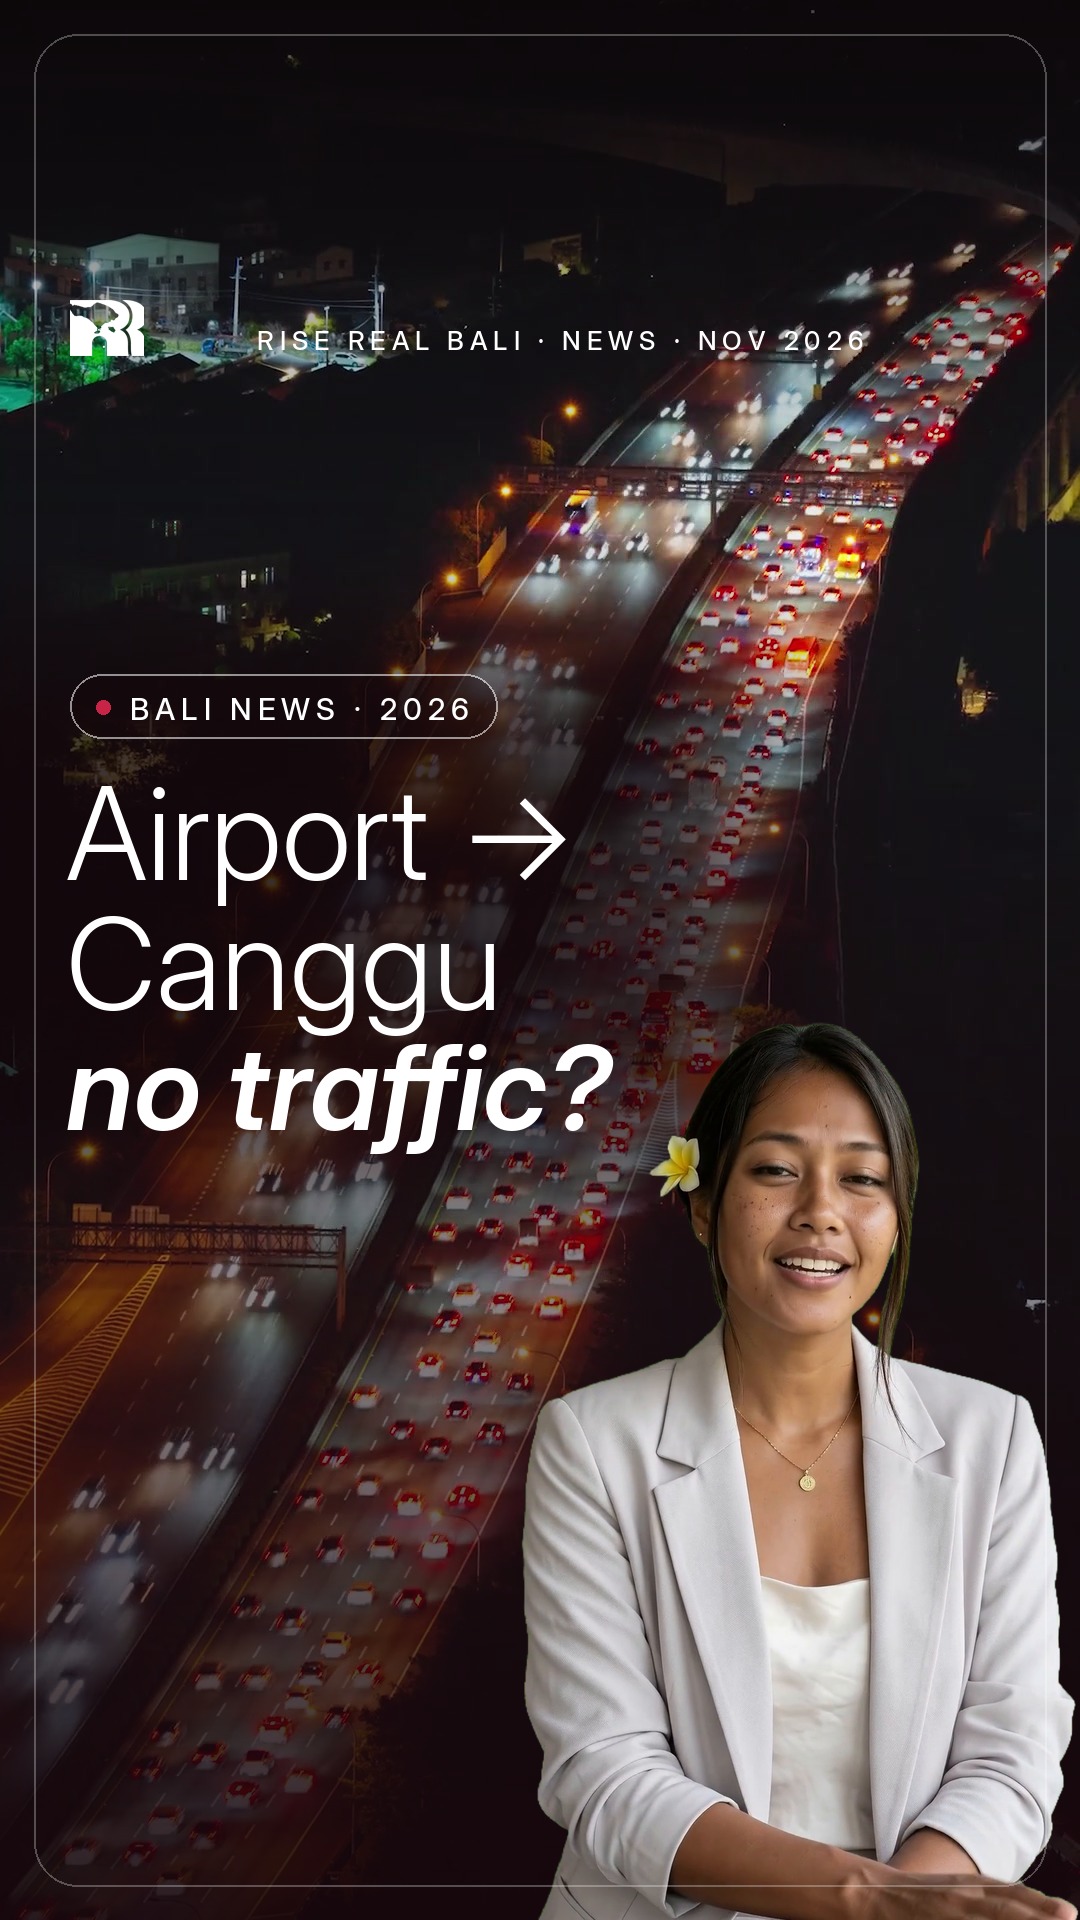 RISE REAL BALI · NEWS · NOV 2026
BALI NEWS · 2026
Airport →
Canggu
no traffic?